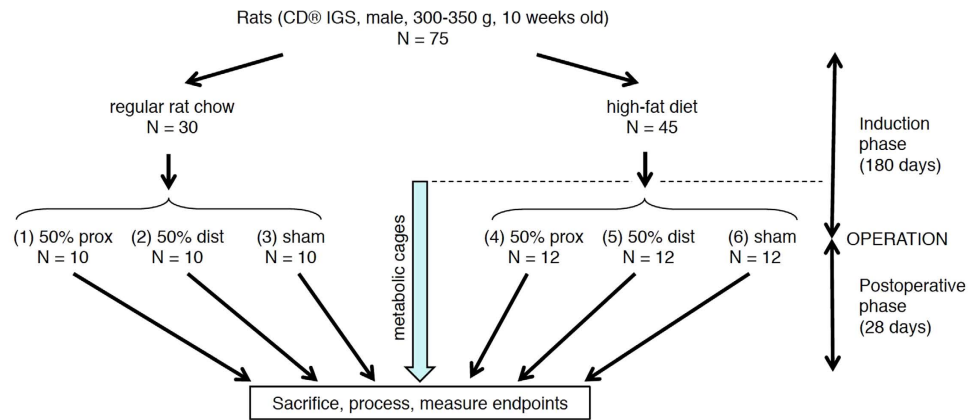 Rats (CD® IGS, male, 300-350 g, 10 weeks old)
N = 75
regular rat chow
N = 30
high-fat diet
N = 45
Induction
phase
(180 days)
(1) 50% prox
N = 10
(2) 50% dist
N = 10
(3) sham
N = 10
metabolic cages
(4) 50% prox
N = 12
(5) 50% dist
N = 12
(6) sham
N = 12
OPERATION
Postoperative
phase
(28 days)
Sacrifice, process, measure endpoints